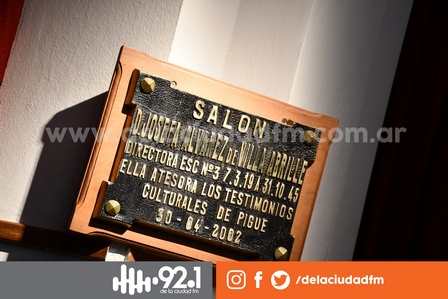 SALON
JOSEFA ALVAREZ DE
DIRECTORA ESC Nº3 7.3.19 A 31.10.45
ELLA ATESORA LOS TESTIMONIOS
CULTURALES DE PIGUE
30-04-2002
www.delaciudadfm.com.ar
92.1
de la ciudad fm
/delaciudadfm